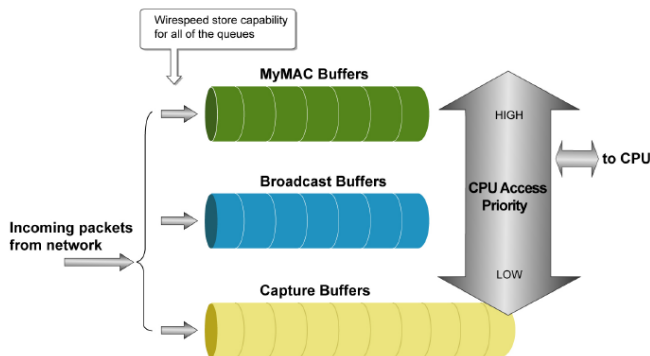 Wirespeed store capability
for all of the queues
MyMAC Buffers
HIGH
to CPU
Broadcast Buffers
CPU Access
Priority
Incoming packets
from network
LOW
Capture Buffers